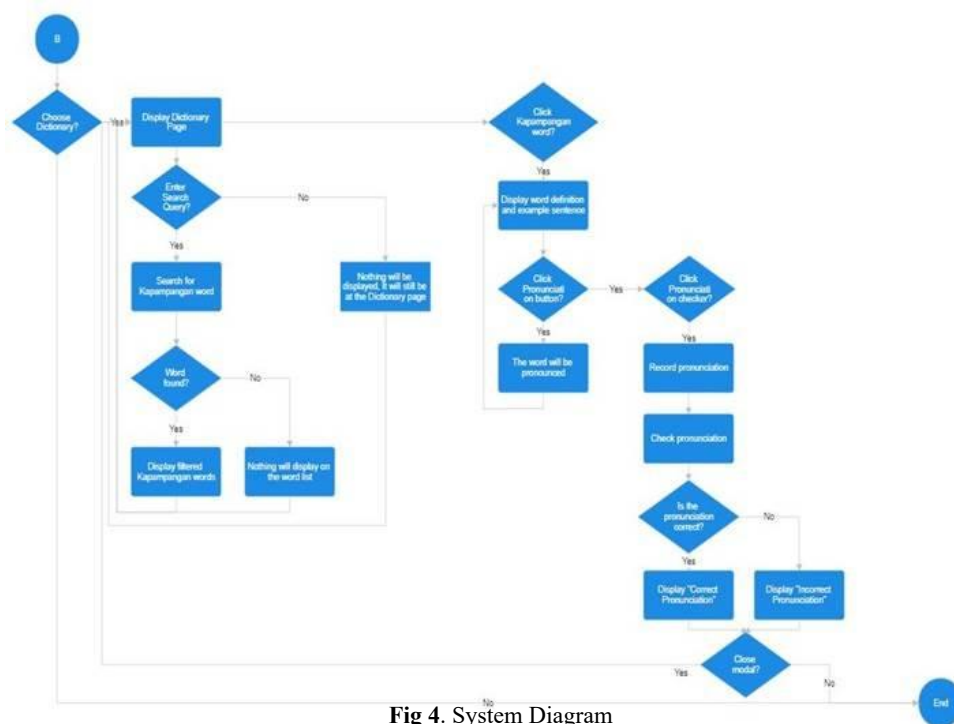 B
Choose
Dictionary?
Yes
Display Dictionary
Page
Click
Kapampangan
word?
Yes
Enter
Search
Query?
No
Display word definition
and example sentence
Yes
Search for
Kapampangan word
Nothing will be
displayed, It will still be
at the Dictionary page
Click
Pronunciati
on button?
Yes
Click
Pronunciati
on checker?
Yes
Yes
The word will be
pronounced
Record pronunciation
Word
found?
No
Yes
Check pronunciation
Display filtered
Kapampangan words
Nothing will display on
the word list
Is the
pronunciation
correct?
No
Yes
Display "Correct
Pronunciation"
Display "Incorrect
Pronunciation"
Close
modal?
Yes
No
No
End
Fig 4. System Diagram